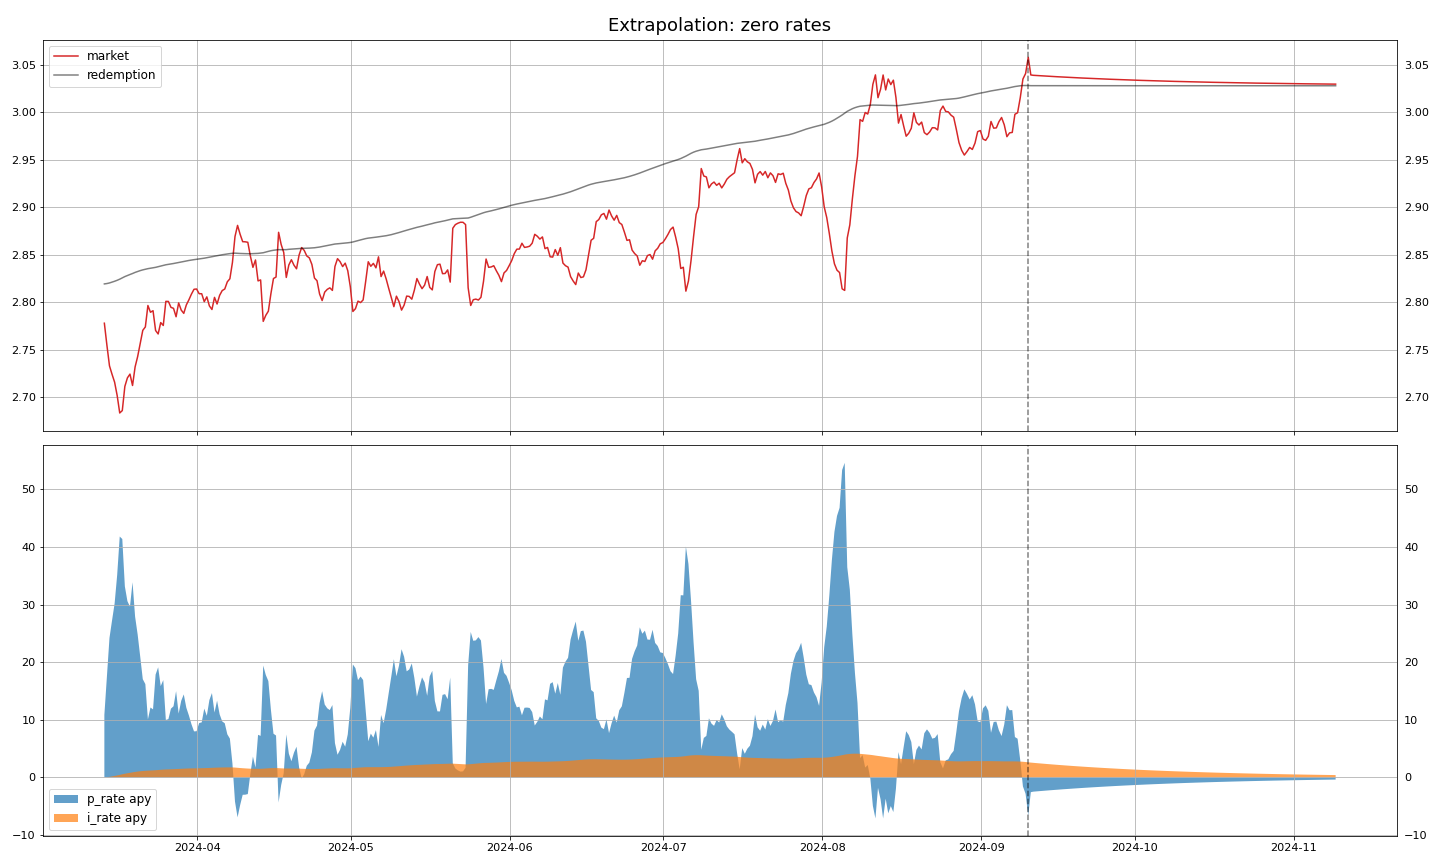 Extrapolation: zero rates
market
redemption
3.05 3.05
3.00 3.00
2.95 2.95
2.90 2.90
2.85 2.85
2.80 2.80
2.75 2.75
2.70 2.70
50 50
40 40
30 30
20 20
10 10
0 0
p_rate apy
i_rate apy
−10 −10
2024-04 2024-05 2024-06 2024-07 2024-08 2024-09 2024-10 2024-11